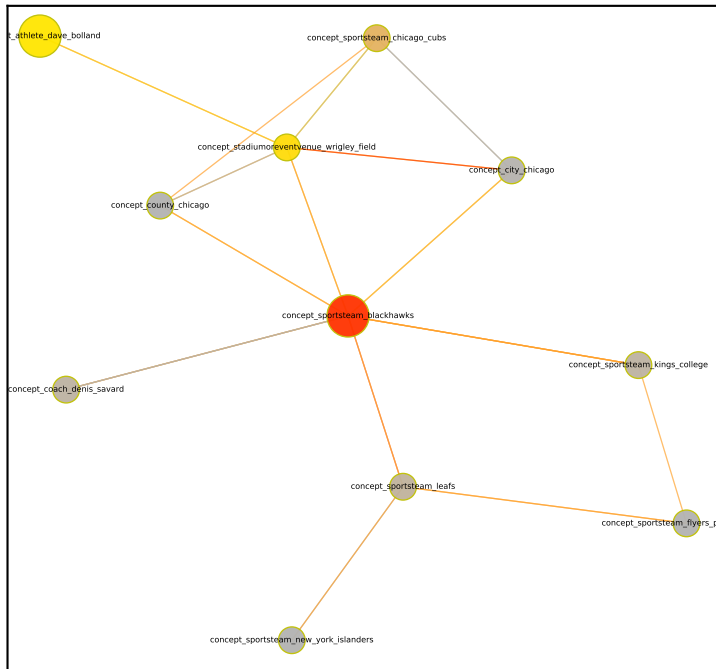 t_athlete_dave_bolland
concept_sportsteam_chicago_cubs
concept_stadiumoreventvenue_wrigley_field
concept_city_chicago
concept_county_chicago
concept_sportsteam_blackhawks
concept_sportsteam_kings_college
concept_coach_denis_savard
concept_sportsteam_leafs
concept_sportsteam_flyers_p
concept_sportsteam_new_york_islanders